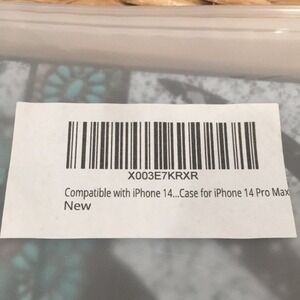 X003E7KRXR
Compatible with iPhone 14...Case for iPhone 14 Pro Max
New